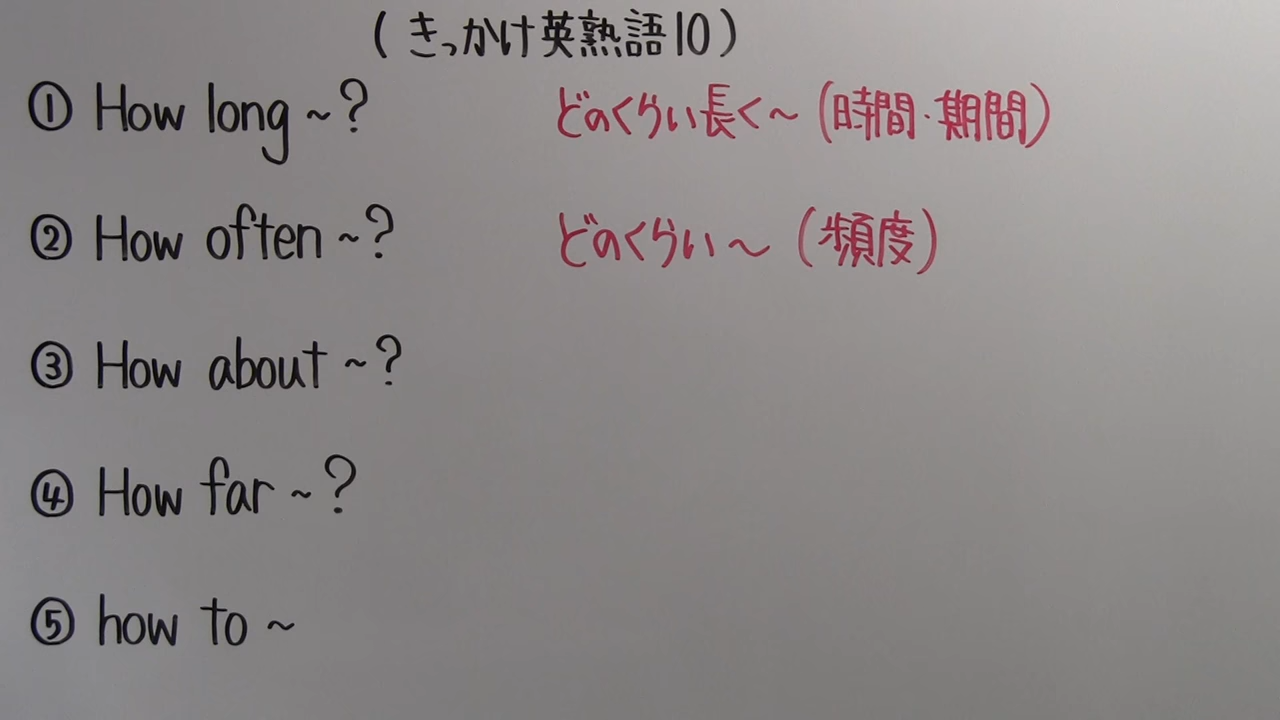 (きっかけ英熟語10)
① How long ~? どのくらい長く~(時間・期間)
② How often ~? どのくらい~(頻度)
③ How about ~?
④ How far ~?
⑤ how to ~